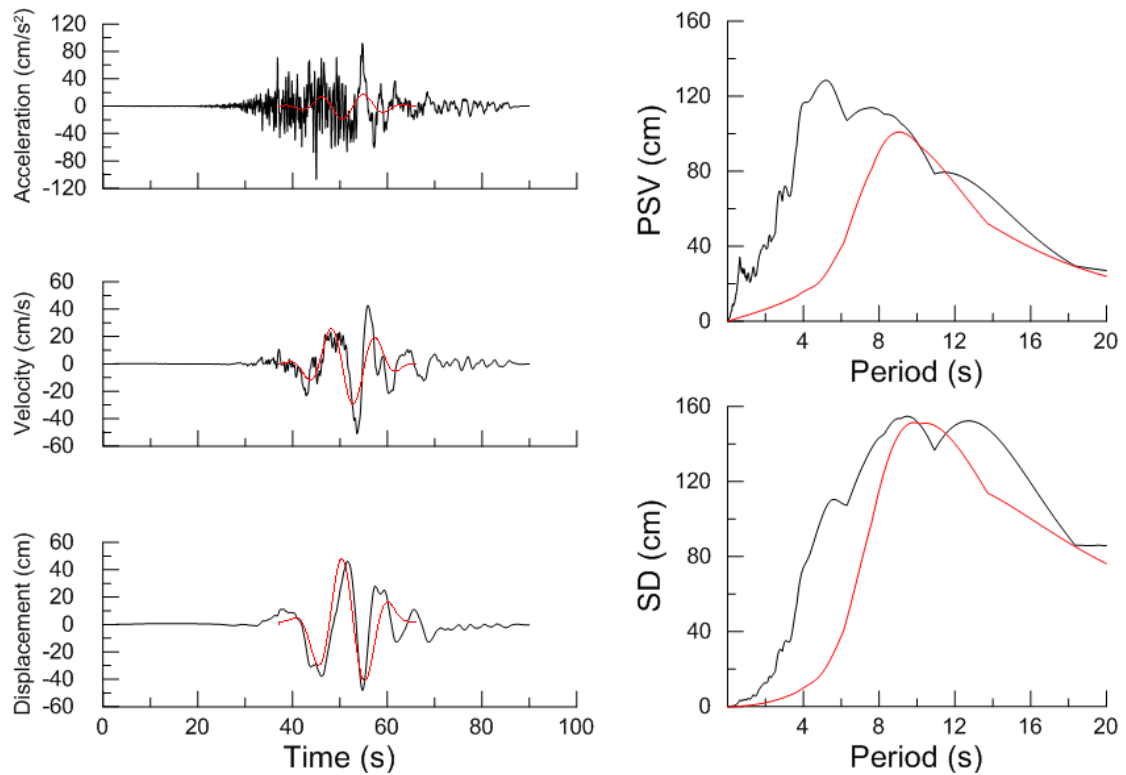 Acceleration (cm/s²)
120
80
40
0
-40
-80
-120
Velocity (cm/s)
60
40
20
0
-20
-40
-60
Displacement (cm)
60
40
20
0
-20
-40
-60
0 20 40 60 80 100
Time (s)
PSV (cm)
160
120
80
40
0
4 8 12 16 20
Period (s)
SD (cm)
160
120
80
40
0
4 8 12 16 20
Period (s)